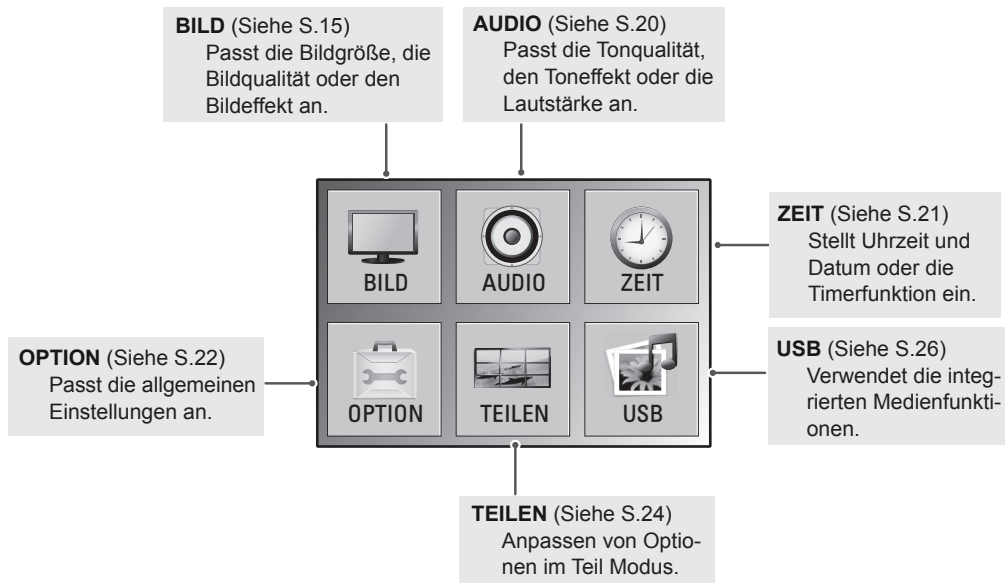 BILD (Siehe S.15)
Passt die Bildgröße, die
Bildqualität oder den
Bildeffekt an.
AUDIO (Siehe S.20)
Passt die Tonqualität,
den Toneffekt oder die
Lautstärke an.
BILD
AUDIO
ZEIT
ZEIT (Siehe S.21)
Stellt Uhrzeit und
Datum oder die
Timerfunktion ein.
OPTION (Siehe S.22)
Passt die allgemeinen
Einstellungen an.
OPTION
TEILEN
USB
USB (Siehe S.26)
Verwendet die integ-
rierten Medienfunkti-
onen.
TEILEN (Siehe S.24)
Anpassen von Optio-
nen im Teil Modus.